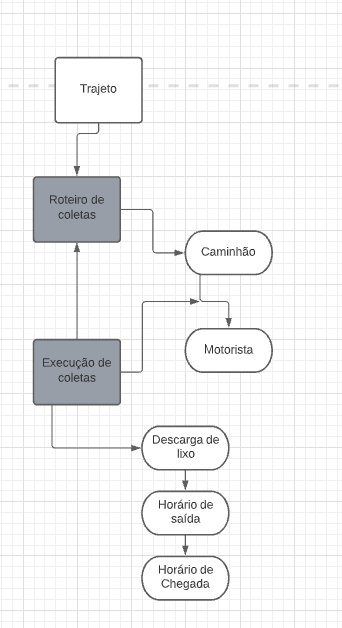 Trajeto
Roteiro de
coletas
Caminhão
Motorista
Execução de
coletas
Descarga de
lixo
Horário de
saída
Horário de
Chegada